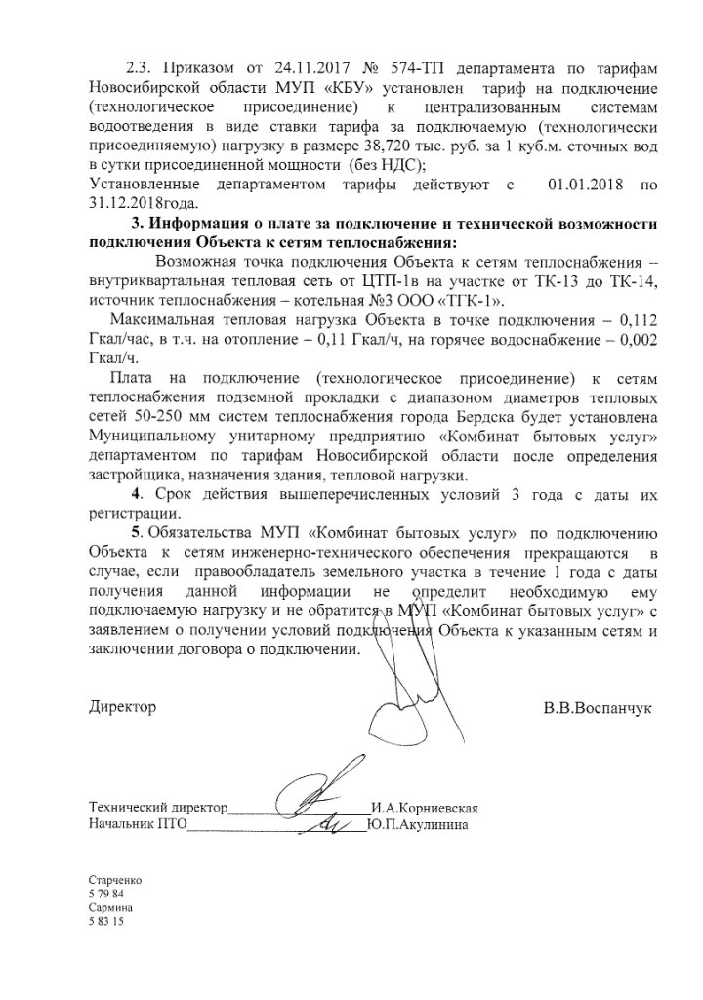 2.3. Приказом от 24.11.2017 № 574-ТП департамента по тарифам
Новосибирской области МУП «КБУ» установлен тариф на подключение
(технологическое присоединение) к централизованным системам
водоотведения в виде ставки тарифа за подключаемую (технологически
присоединяемую) нагрузку в размере 38,720 тыс. руб. за 1 куб.м. сточных вод
в сутки присоединенной мощности (без НДС);
Установленные департаментом тарифы действуют с 01.01.2018 по
31.12.2018года.
3. Информация о плате за подключение и технической возможности
подключения Объекта к сетям теплоснабжения:
Возможная точка подключения Объекта к сетям теплоснабжения –
внутриквартальная тепловая сеть от ЦТП-1в на участке от ТК-13 до ТК-14,
источник теплоснабжения – котельная №3 ООО «ТГК-1».
Максимальная тепловая нагрузка Объекта в точке подключения – 0,112
Гкал/час, в т.ч. на отопление – 0,11 Гкал/ч, на горячее водоснабжение – 0,002
Гкал/ч.
Плата на подключение (технологическое присоединение) к сетям
теплоснабжения подземной прокладки с диапазоном диаметров тепловых
сетей 50-250 мм систем теплоснабжения города Бердска будет установлена
Муниципальному унитарному предприятию «Комбинат бытовых услуг»
департаментом по тарифам Новосибирской области после определения
застройщика, назначения здания, тепловой нагрузки.
4. Срок действия вышеперечисленных условий 3 года с даты их
регистрации.
5. Обязательства МУП «Комбинат бытовых услуг» по подключению
Объекта к сетям инженерно-технического обеспечения прекращаются в
случае, если правообладатель земельного участка в течение 1 года с даты
получения данной информации не определит необходимую ему
подключаемую нагрузку и не обратится в МУП «Комбинат бытовых услуг» с
заявлением о получении условий подключения Объекта к указанным сетям и
заключении договора о подключении.
Директор В.В.Воспанчук
Технический директор И.А.Корниевская
Начальник ПТО Ю.П.Акулинина
Старченко
5 79 84
Сармина
5 83 15